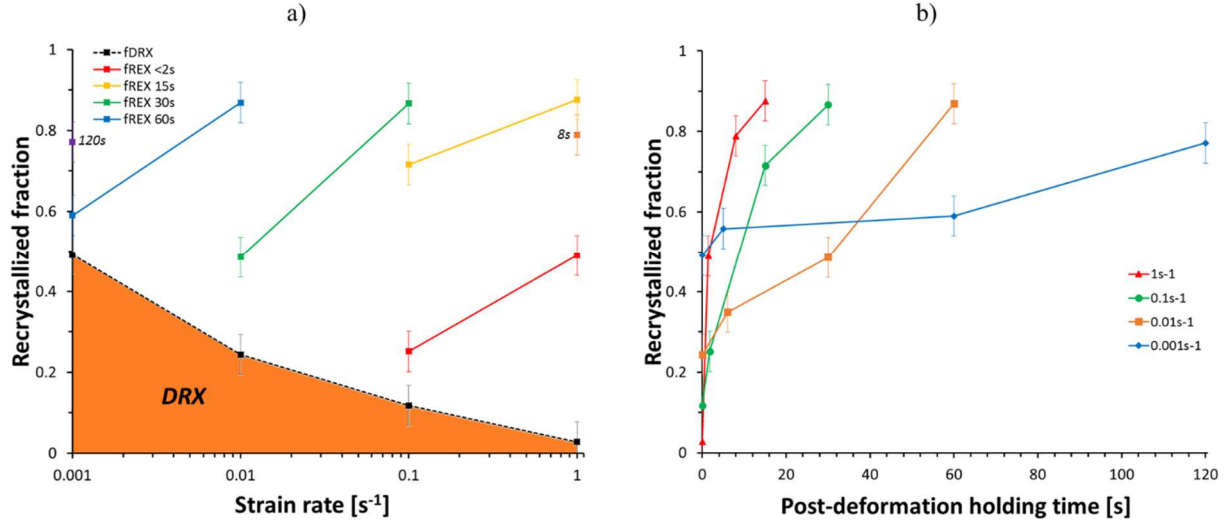 a)
Recrystallized fraction
1
0.8
0.6
0.4
0.2
0
fDRX
fREX <2s
fREX 15s
fREX 30s
fREX 60s
120s
8s
DRX
0.001
0.01
0.1
1
Strain rate [s-1]
b)
Recrystallized fraction
1
0.8
0.6
0.4
0.2
0
1s-1
0.1s-1
0.01s-1
0.001s-1
0
20
40
60
80
100
120
Post-deformation holding time [s]